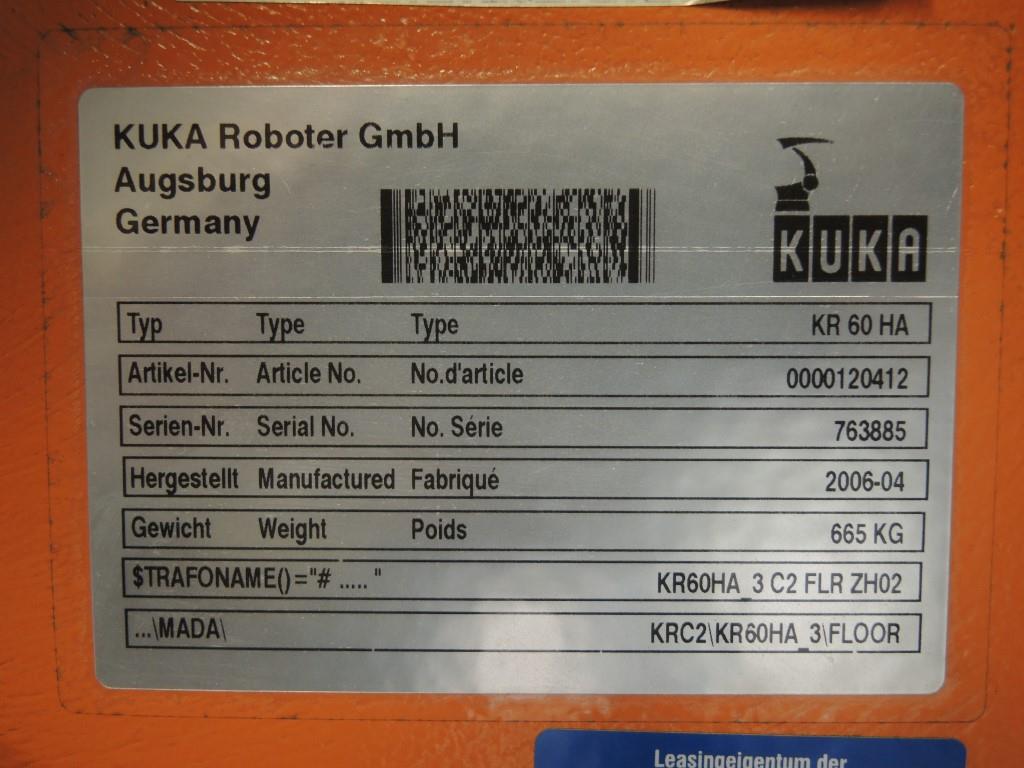 KUKA Roboter GmbH
Augsburg
Germany
KUKA
Typ Type Type KR 60 HA
Artikel-Nr. Article No. No.d'article 0000120412
Serien-Nr. Serial No. No. Série 763885
Hergestellt Manufactured Fabriqué 2006-04
Gewicht Weight Poids 665 KG
$TRAFONAME()="# ..... " KR60HA_3 C2 FLR ZH02
...\MADA\ KRC2\KR60HA_3\FLOOR
Leasingeigentum der